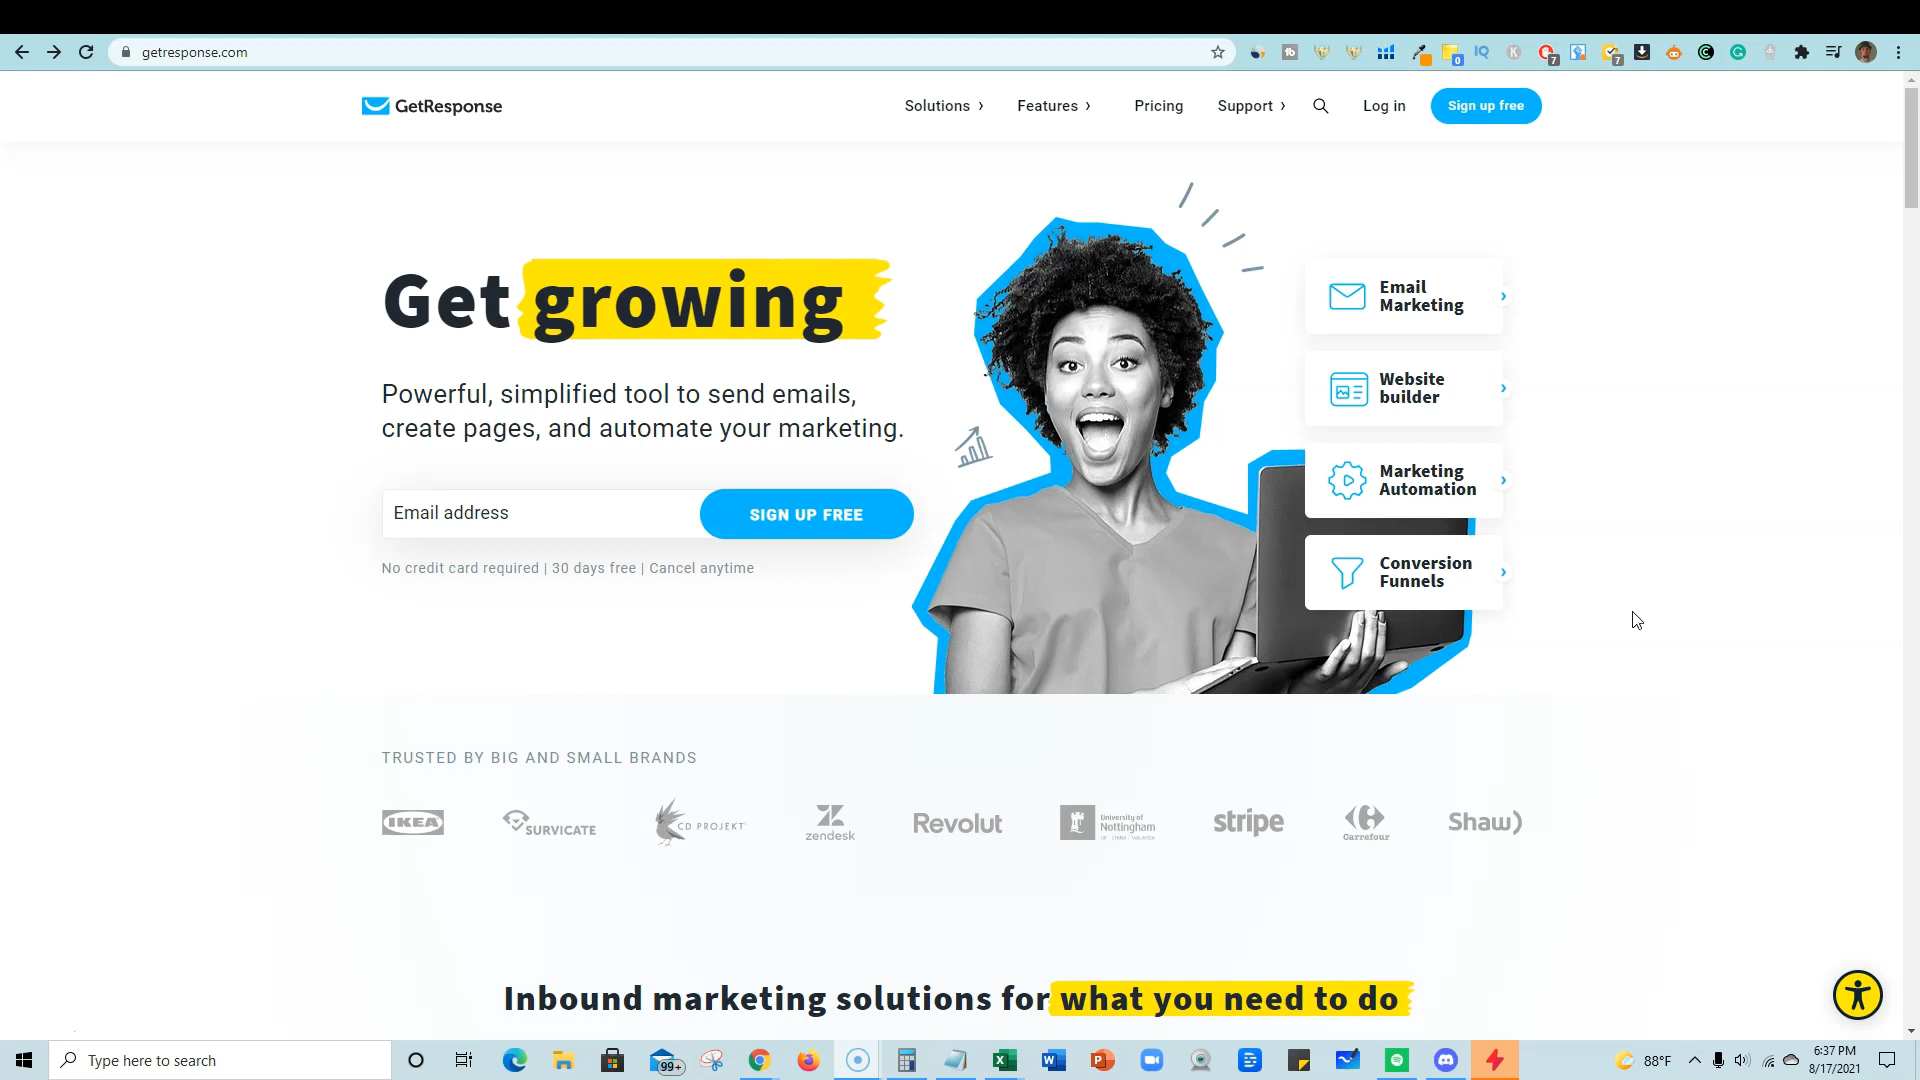 getresponse.com
GetResponse
Solutions
Features
Pricing
Support
Log in
Sign up free
Get growing
Powerful, simplified tool to send emails,
create pages, and automate your marketing.
Email address
SIGN UP FREE
No credit card required | 30 days free | Cancel anytime
Email
Marketing
Website
builder
Marketing
Automation
Conversion
Funnels
TRUSTED BY BIG AND SMALL BRANDS
IKEA
SURVICATE
CD PROJEKT
zendesk
Revolut
University of
Nottingham
stripe
Carrefour
Shaw)
Inbound marketing solutions for what you need to do
Type here to search
99+
88°F
6:37 PM
8/17/2021